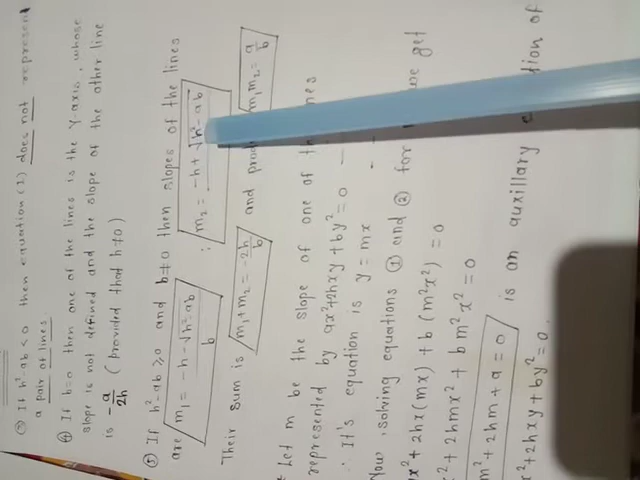 ③ If h²-ab < 0 then equation (2) does not represent
a pair of lines.
④ If b=0 then one of the lines is the Y-axis, whose
slope is not defined and the slope of the other line
is -a/2h (provided that h≠0)
⑤ If h²-ab ≥ 0 and b≠0 then slopes of the lines
are m₁ = -h-√h²-ab / b ; m₂ = -h+√h²-ab
Their sum is m₁+m₂ = -2h/b and m₁m₂ = a/b
Let m be the slope of one of
represented by ax²+2hxy+by²=0
∴ It's equation is y = mx
Now, solving equations ① and ② for we get
x²+2hx(mx) + b(m²x²) = 0
x²+2hmx² + bm²x² = 0
m²+2hm+a=0 is an auxillary of
x²+2hxy+by²=0.